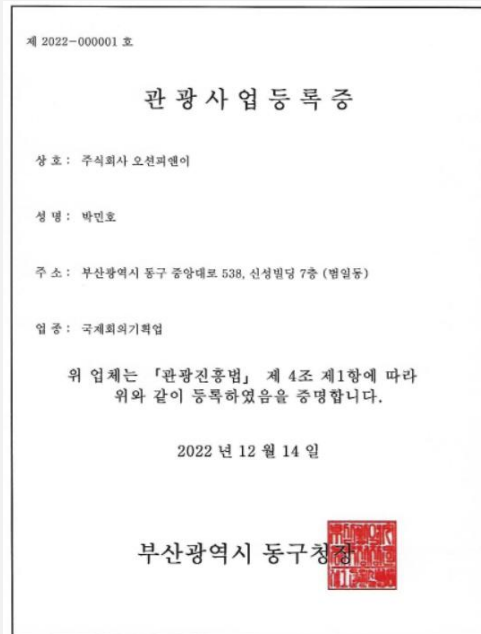 제 2022-000001 호
관광사업등록증
상 호 : 주식회사 오션피앤이
성 명 : 박민호
주 소 : 부산광역시 동구 중앙대로 538, 신성빌딩 7층 (범일동)
업 종 : 국제회의기획업
위 업체는 「관광진흥법」 제 4조 제1항에 따라
위와 같이 등록하였음을 증명합니다.
2022 년 12 월 14 일
부산광역시 동구청장